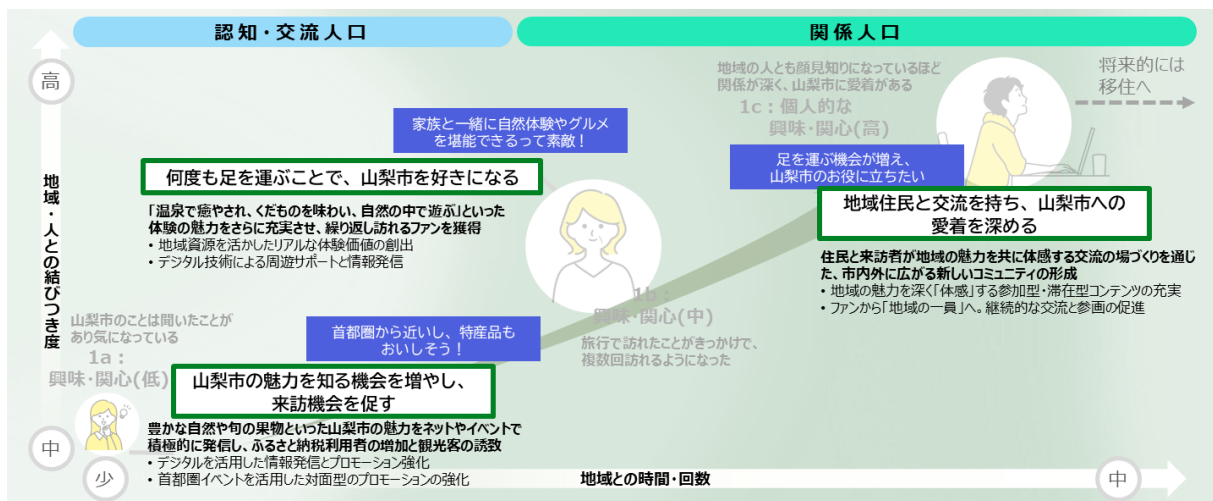 認知・交流人口
関係人口
高
地域・人との結びつき度
中
少
地域との時間・回数
中
将来的には
移住へ
地域の人とも顔見知りになっているほど
関係が深く、山梨市に愛着がある
1c：個人的な
興味・関心(高)
足を運ぶ機会が増え、
山梨市のお役に立ちたい
地域住民と交流を持ち、山梨市への
愛着を深める
住民と来訪者が地域の魅力を共に体感する交流の場づくりを通じ
た、市内外に広がる新しいコミュニティの形成
・地域の魅力を深く「体感」する参加型・滞在型コンテンツの充実
・ファンから「地域の一員」へ。継続的な交流と参画の促進
家族と一緒に自然体験やグルメ
を堪能できるって素敵！
何度も足を運ぶことで、山梨市を好きになる
「温泉で癒やされ、くだものを味わい、自然の中で遊ぶ」といった
体験の魅力をさらに充実させ、繰り返し訪れるファンを獲得
・地域資源を活かしたリアルな体験価値の創出
・デジタル技術による周遊サポートと情報発信
1b：
興味・関心(中)
旅行で訪れたことがきっかけで、
複数回訪れるようになった
山梨市のことは聞いたことが
あり気になっている
1a：
興味・関心(低)
首都圏から近いし、特産品も
おいしそう！
山梨市の魅力を知る機会を増やし、
来訪機会を促す
豊かな自然や旬の果物といった山梨市の魅力をネットやイベントで
積極的に発信し、ふるさと納税利用者の増加と観光客の誘致
・デジタルを活用した情報発信とプロモーション強化
・首都圏イベントを活用した対面型のプロモーションの強化